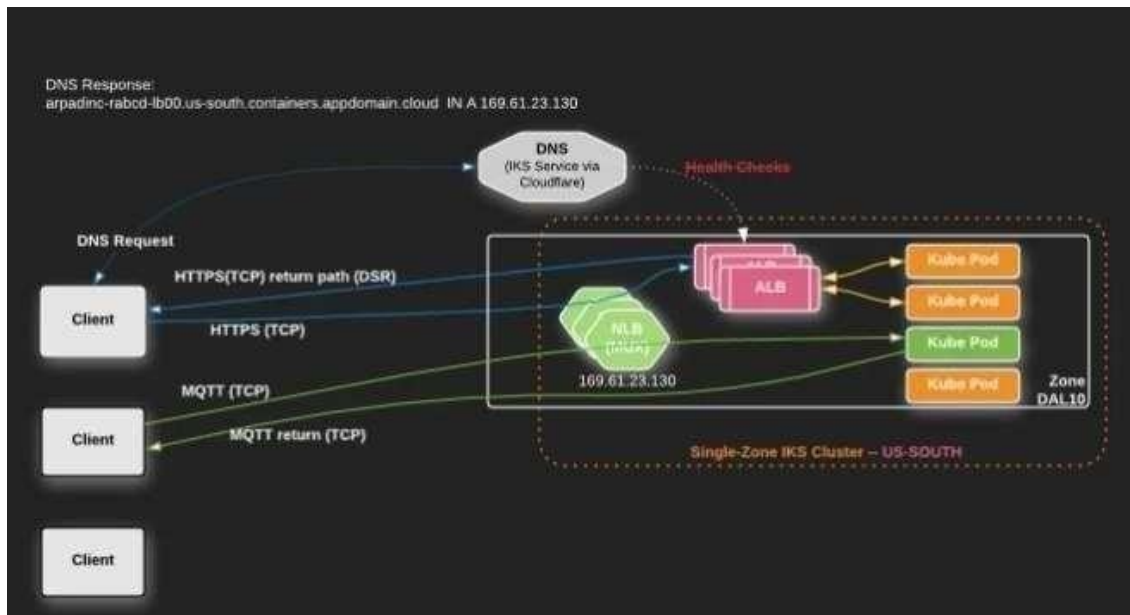 DNS Response:
arpadinc-rabcd-lb00.us-south.containers.appdomain.cloud IN A 169.61.23.130
DNS
(IKS Service via
Cloudflare)
Health Checks
DNS Request
HTTPS(TCP) return path (DSR)
ALB
ALB
Kube Pod
Kube Pod
Client
HTTPS (TCP)
NLB
(MUX)
Kube Pod
169.61.23.130
Kube Pod
Zone
DAL10
MQTT (TCP)
Client
MQTT return (TCP)
Single-Zone IKS Cluster -- US-SOUTH
Client